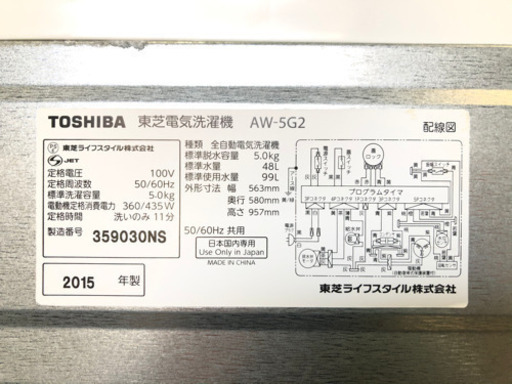 TOSHIBA 東芝電気洗濯機 AW-5G2
配線図
東芝ライフスタイル株式会社
JET
定格電圧 100V
定格周波数 50/60Hz
標準洗濯容量 5.0kg
電動機定格消費電力 360/435W
定格時間 洗いのみ 11分
製造番号 359030NS
2015 年製
種類 全自動電気洗濯機
標準脱水容量 5.0kg
標準水量 48L
標準使用水量 99L
外形寸法 幅 563mm
奥行 580mm
高さ 957mm
50/60Hz 共用
日本国内専用
Use Only in Japan
MADE IN CHINA
蓋
ロック
プログラムタイマ
東芝ライフスタイル株式会社